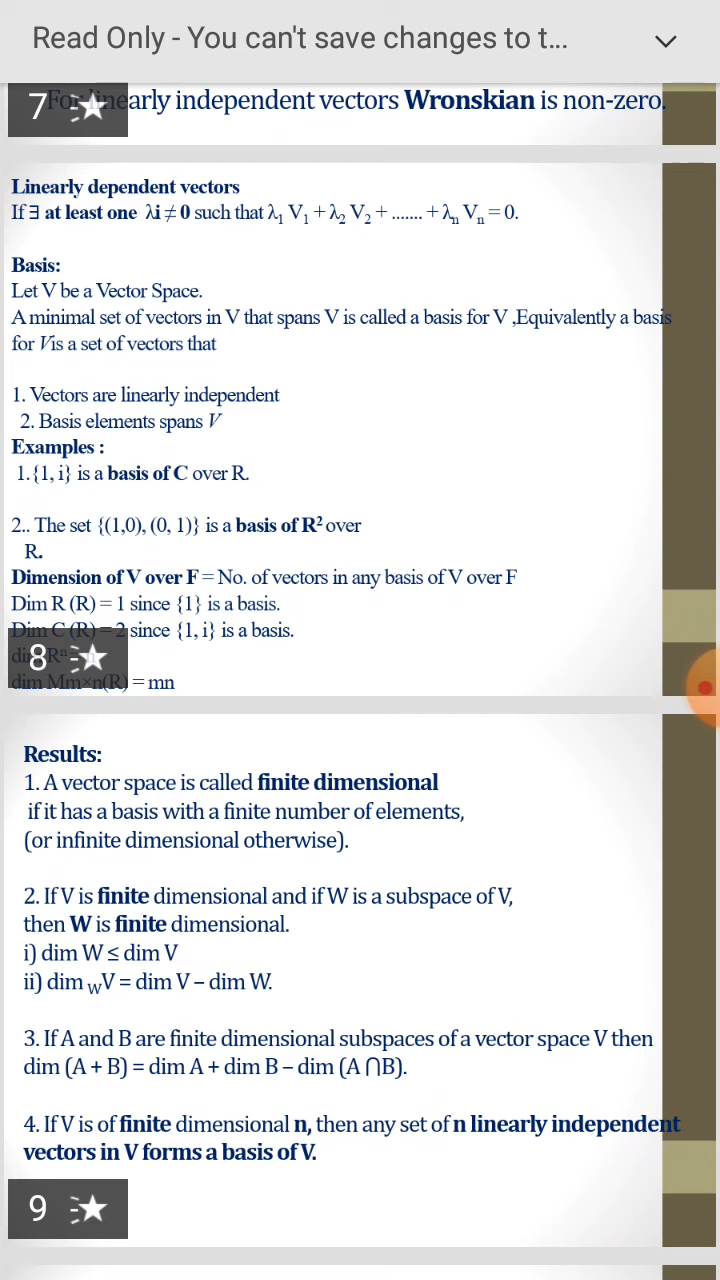 Read Only - You can't save changes to t...
7
For linearly independent vectors Wronskian is non-zero.
Linearly dependent vectors
If ∃ at least one λi ≠ 0 such that λ₁ V₁ + λ₂ V₂ + ....... + λₙ Vₙ = 0.
Basis:
Let V be a Vector Space.
A minimal set of vectors in V that spans V is called a basis for V ,Equivalently a basis
for Vis a set of vectors that
1. Vectors are linearly independent
2. Basis elements spans V
Examples :
1.{1, i} is a basis of C over R.
2.. The set {(1,0), (0, 1)} is a basis of R² over
R.
Dimension of V over F = No. of vectors in any basis of V over F
Dim R (R) = 1 since {1} is a basis.
Dim C (R) = 2 since {1, i} is a basis.
8
dim Rⁿ
dim Mm×n(R) = mn
Results:
1. A vector space is called finite dimensional
if it has a basis with a finite number of elements,
(or infinite dimensional otherwise).
2. If V is finite dimensional and if W is a subspace of V,
then W is finite dimensional.
i) dim W ≤ dim V
ii) dim wV = dim V – dim W.
3. If A and B are finite dimensional subspaces of a vector space V then
dim (A + B) = dim A + dim B – dim (A ⋂B).
4. If V is of finite dimensional n, then any set of n linearly independent
vectors in V forms a basis of V.
9